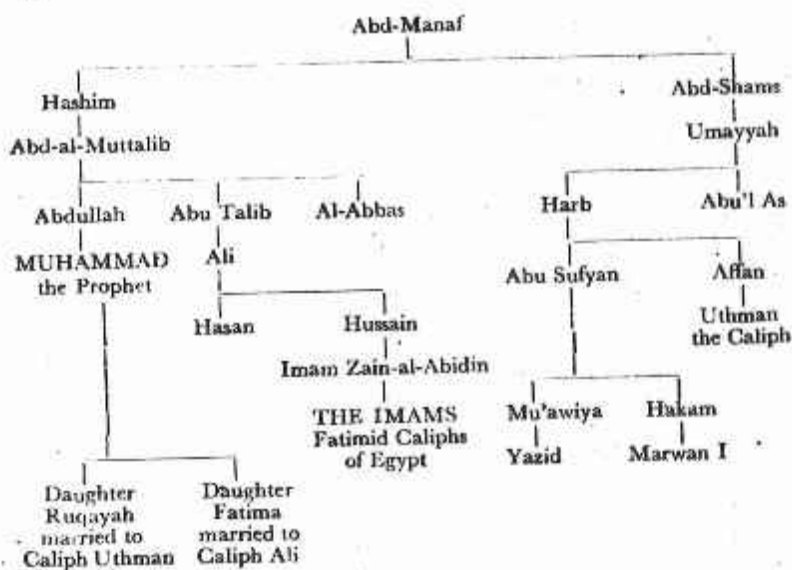 Abd-Manaf
Hashim
Abd-Shams
Abd-al-Muttalib
Umayyah
Abdullah
Abu Talib
Al-Abbas
Harb
Abu'l As
MUHAMMAD
the Prophet
Ali
Abu Sufyan
Affan
Hasan
Hussain
Uthman
the Caliph
Imam Zain-al-Abidin
THE IMAMS
Fatimid Caliphs
of Egypt
Mu'awiya
Hakam
Yazid
Marwan I
Daughter
Ruqayah
married to
Caliph Uthman
Daughter
Fatima
married to
Caliph Ali